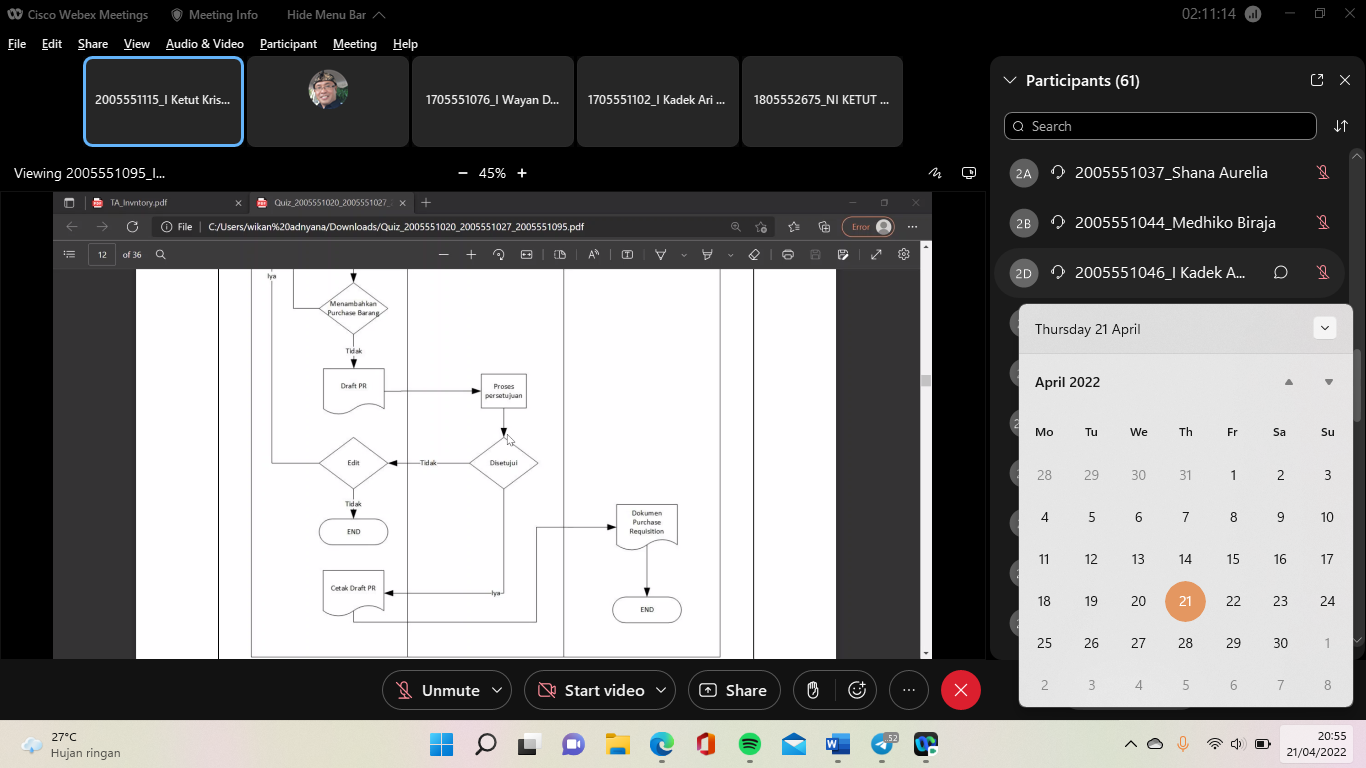 Cisco Webex Meetings
Meeting Info
Hide Menu Bar
02:11:14
File Edit Share View Audio & Video Participant Meeting Help
2005551115_I Ketut Kris...
1705551076_I Wayan D...
1705551102_I Kadek Ari ...
1805552675_NI KETUT ...
Viewing 2005551095_I...
45%
TA_Invntory.pdf
Quiz_2005551020_2005551027_
File
C:/Users/wikan%20adnyana/Downloads/Quiz_2005551020_2005551027_2005551095.pdf
Error
12 of 36
Iya
Menambahkan
Purchase Barang
Tidak
Draft PR
Proses
persetujuan
Edit
Tidak
Disetujui
Tidak
END
Dokumen
Purchase
Requisition
Cetak Draft PR
Iya
END
Participants (61)
Search
2A 2005551037_Shana Aurelia
2B 2005551044_Medhiko Biraja
2D 2005551046_I Kadek A...
Thursday 21 April
April 2022
Mo Tu We Th Fr Sa Su
28 29 30 31 1 2 3
4 5 6 7 8 9 10
11 12 13 14 15 16 17
18 19 20 21 22 23 24
25 26 27 28 29 30 1
2 3 4 5 6 7 8
Unmute
Start video
Share
27°C
Hujan ringan
52
20:55
21/04/2022